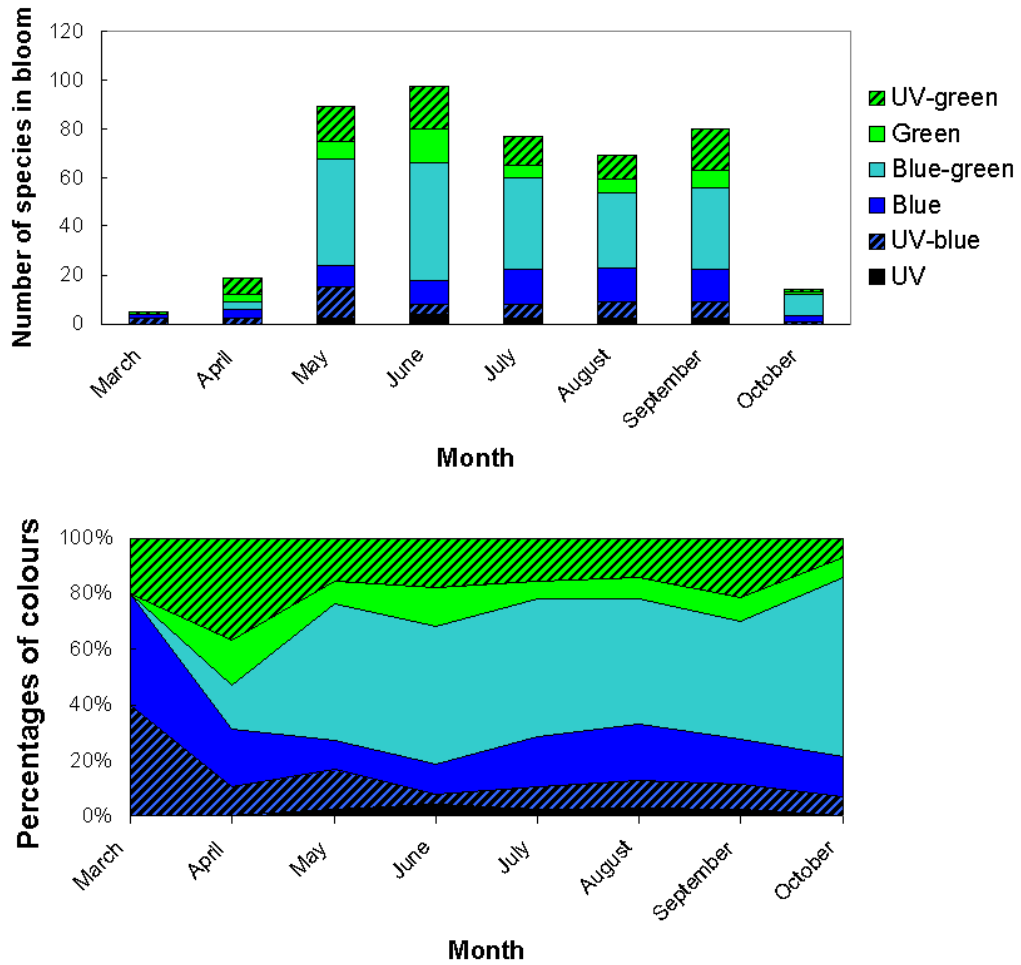 Number of species in bloom
120
100
80
60
40
20
0
March
April
May
June
July
August
September
October
Month
UV-green
Green
Blue-green
Blue
UV-blue
UV
Percentages of colours
100%
80%
60%
40%
20%
0%
March
April
May
June
July
August
September
October
Month